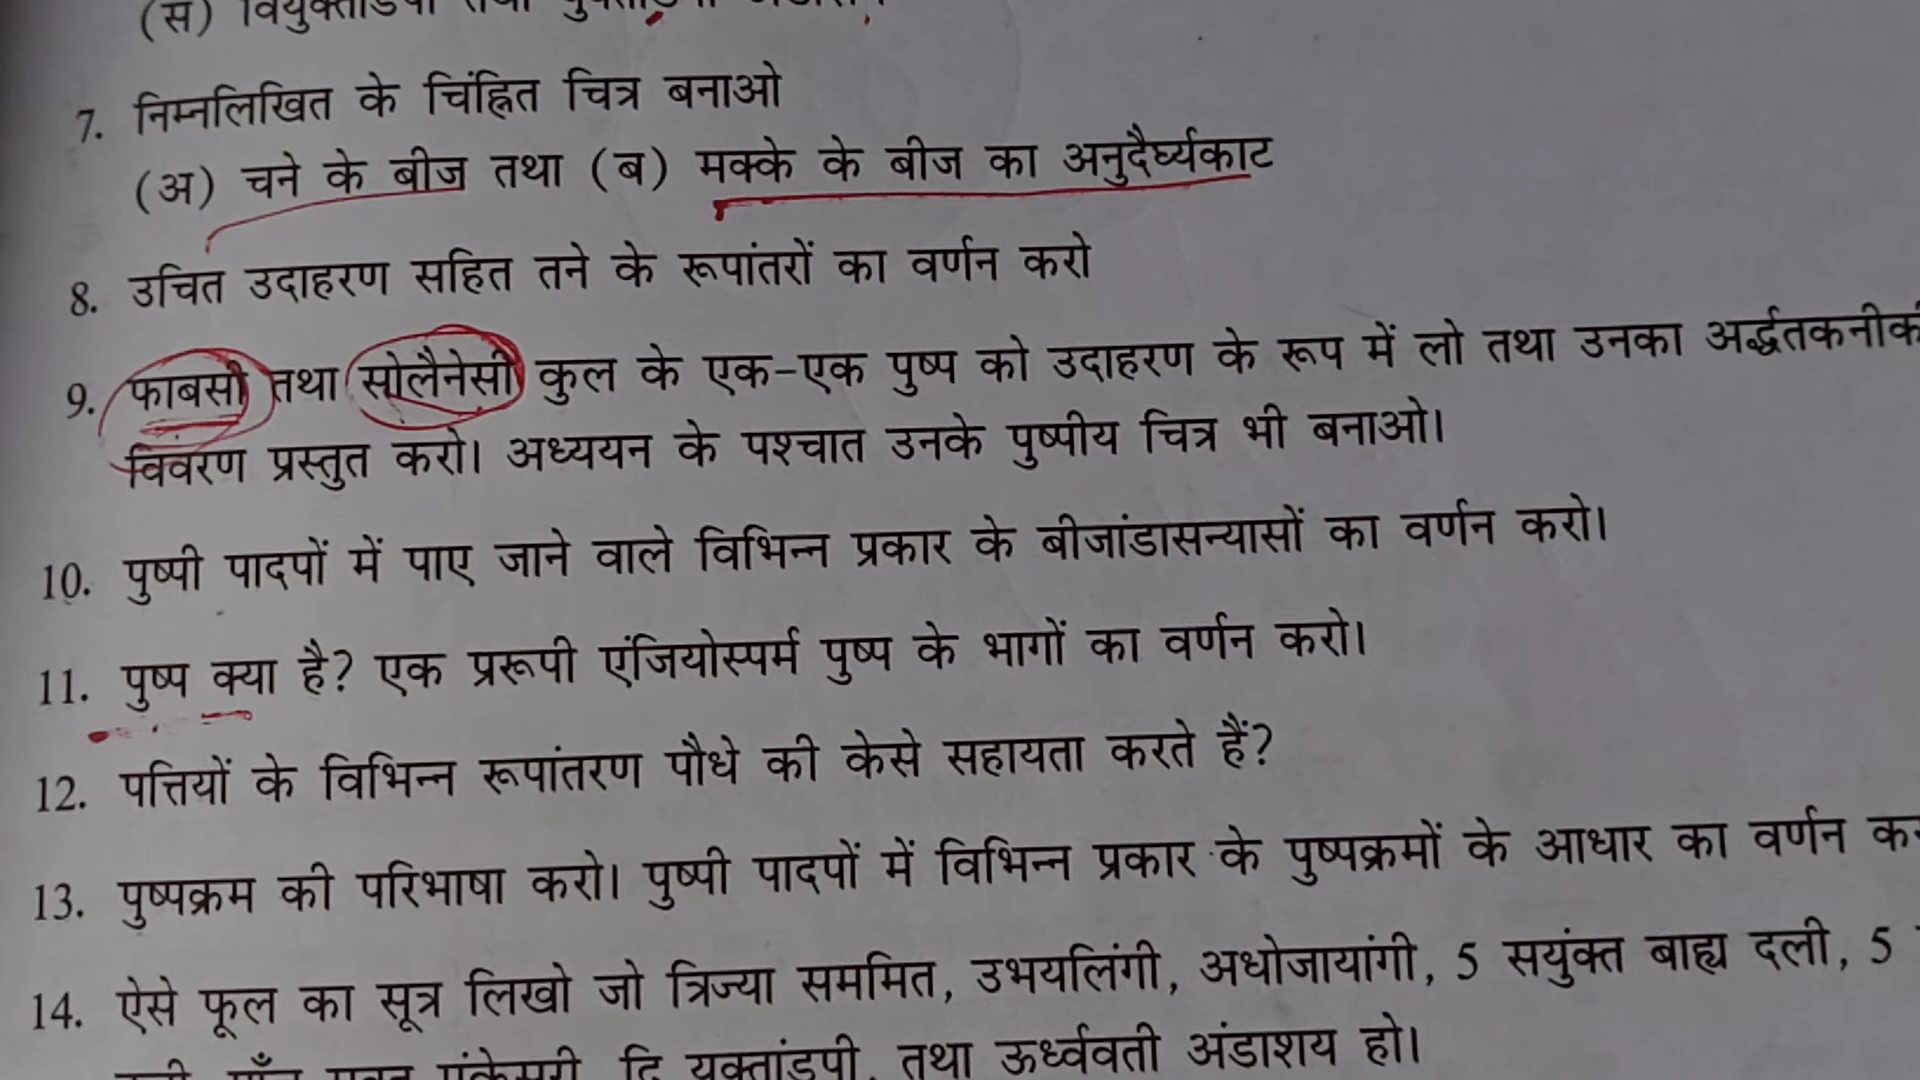 (स) वियुक्तांडपी तथा युक्तांडपी अंडाशय
7. निम्नलिखित के चिंह्नित चित्र बनाओ
(अ) चने के बीज तथा (ब) मक्के के बीज का अनुदैर्घ्यकाट
8. उचित उदाहरण सहित तने के रूपांतरों का वर्णन करो
9. फाबसी तथा सोलैनेसी कुल के एक-एक पुष्प को उदाहरण के रूप में लो तथा उनका अर्द्धतकनीकी
विवरण प्रस्तुत करो। अध्ययन के पश्चात उनके पुष्पीय चित्र भी बनाओ।
10. पुष्पी पादपों में पाए जाने वाले विभिन्न प्रकार के बीजांडासन्यासों का वर्णन करो।
11. पुष्प क्या है? एक प्ररूपी एंजियोस्पर्म पुष्प के भागों का वर्णन करो।
12. पत्तियों के विभिन्न रूपांतरण पौधे की केसे सहायता करते हैं?
13. पुष्पक्रम की परिभाषा करो। पुष्पी पादपों में विभिन्न प्रकार के पुष्पक्रमों के आधार का वर्णन
14. ऐसे फूल का सूत्र लिखो जो त्रिज्या सममित, उभयलिंगी, अधोजायांगी, 5 सयुंक्त बाह्य दली, 5
तथा ऊर्ध्ववती अंडाशय हो।